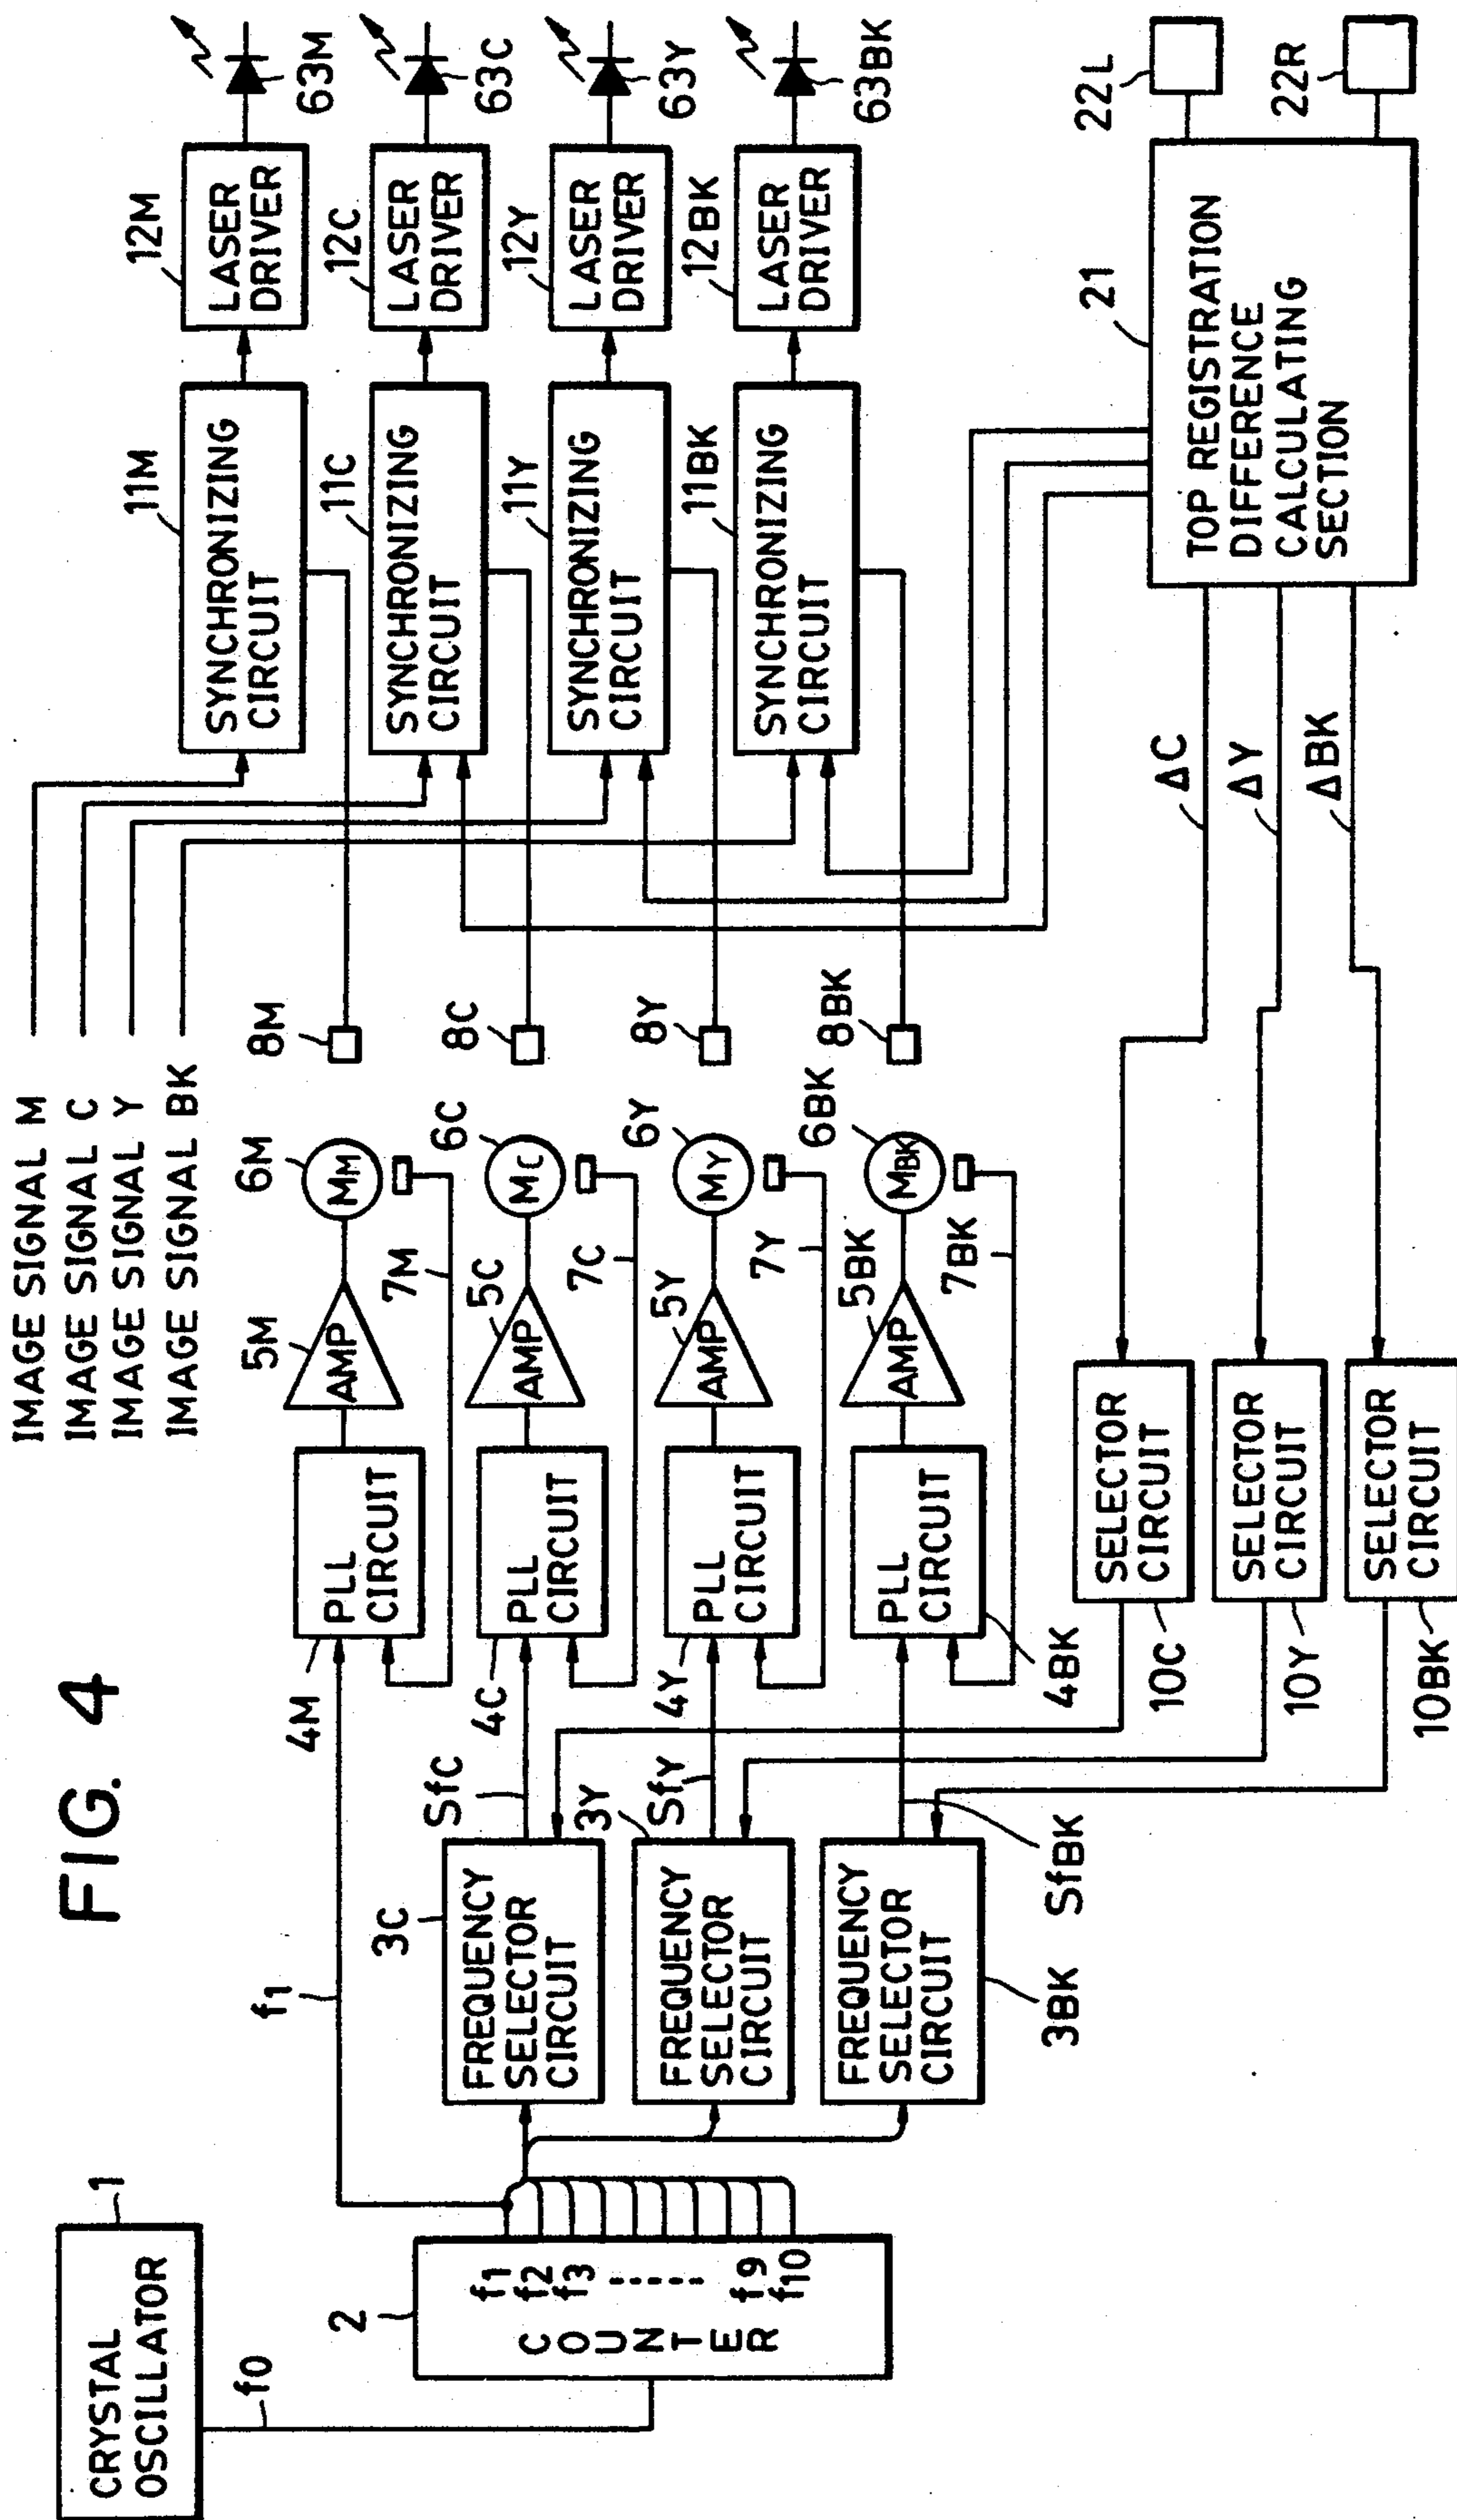 FIG. 4
CRYSTAL
OSCILLATOR
1
f0
2
COUNTER
f1
f2
f3
f9
f10
f1
3C
FREQUENCY
SELECTOR
CIRCUIT
SfC
3Y
FREQUENCY
SELECTOR
CIRCUIT
SfY
FREQUENCY
SELECTOR
CIRCUIT
3BK
SfBK
4M
PLL
CIRCUIT
4C
PLL
CIRCUIT
4Y
PLL
CIRCUIT
4BK
PLL
CIRCUIT
5M
AMP
5C
AMP
5Y
AMP
5BK
AMP
6M
MM
6C
MC
6Y
MY
6BK
MBK
7M
7C
7Y
7BK
8M
8C
8Y
8BK
IMAGE SIGNAL M
IMAGE SIGNAL C
IMAGE SIGNAL Y
IMAGE SIGNAL BK
11M
SYNCHRONIZING
CIRCUIT
11C
SYNCHRONIZING
CIRCUIT
11Y
SYNCHRONIZING
CIRCUIT
11BK
SYNCHRONIZING
CIRCUIT
12M
LASER
DRIVER
12C
LASER
DRIVER
12Y
LASER
DRIVER
12BK
LASER
DRIVER
63M
63C
63Y
63BK
SELECTOR
CIRCUIT
10C
SELECTOR
CIRCUIT
10Y
SELECTOR
CIRCUIT
10BK
ΔC
ΔY
ΔBK
21
TOP REGISTRATION
DIFFERENCE
CALCULATING
SECTION
22L
22R